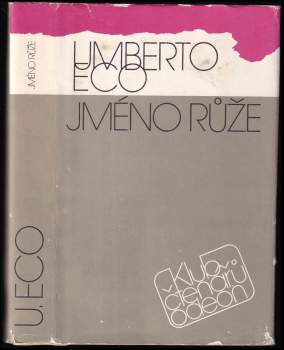 JMÉNO RŮŽE
U. ECO
UMBERTO
ECO
JMÉNO RŮŽE
Klub
čtenářů
odeon